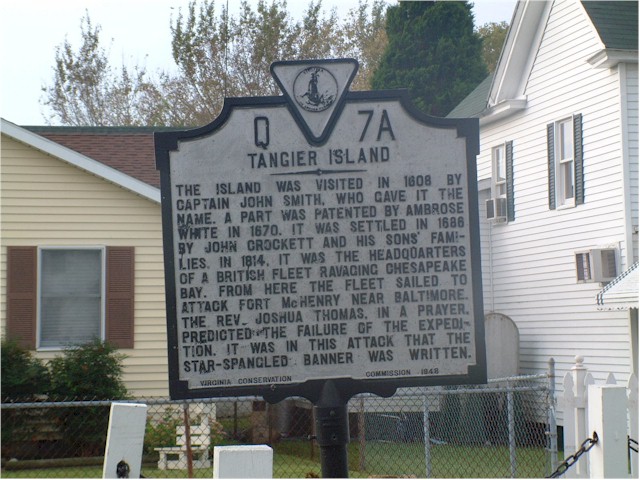 Q 7A
TANGIER ISLAND
THE ISLAND WAS VISITED IN 1608 BY
CAPTAIN JOHN SMITH, WHO GAVE IT THE
NAME. A PART WAS PATENTED BY AMBROSE
WHITE IN 1670. IT WAS SETTLED IN 1686
BY JOHN CROCKETT AND HIS SONS' FAM-
LIES. IN 1814, IT WAS THE HEADQUARTERS
OF A BRITISH FLEET RAVAGING CHESAPEAKE
BAY. FROM HERE THE FLEET SAILED TO
ATTACK FORT McHENRY NEAR BALTIMORE.
THE REV. JOSHUA THOMAS, IN A PRAYER,
PREDICTED THE FAILURE OF THE EXPEDI-
TION. IT WAS IN THIS ATTACK THAT THE
STAR-SPANGLED BANNER WAS WRITTEN.
VIRGINIA CONSERVATION COMMISSION 1948